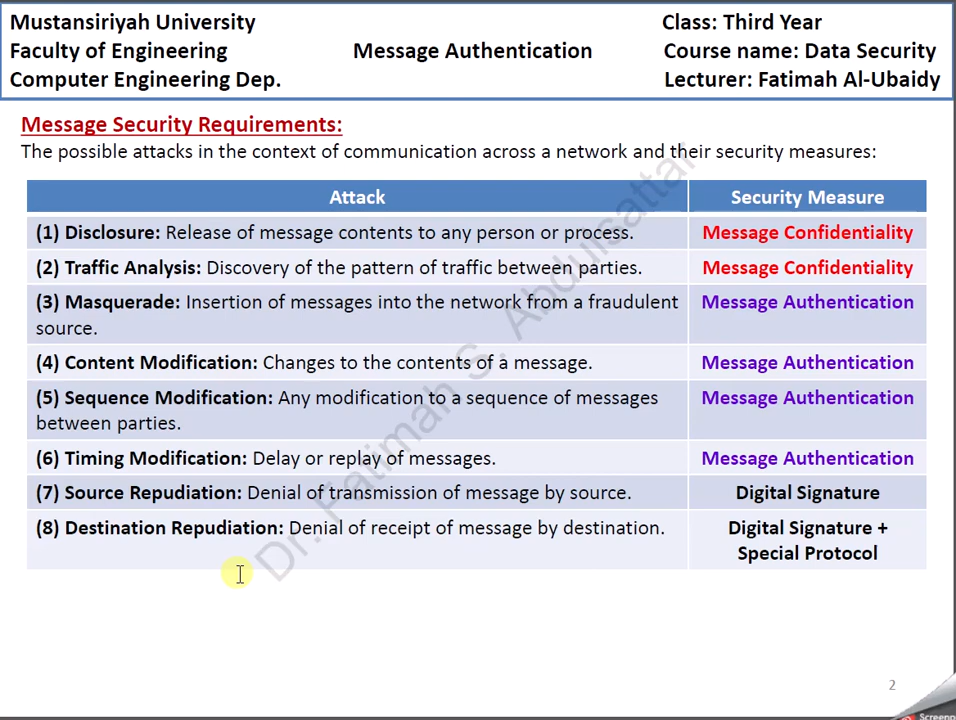 Mustansiriyah University
Faculty of Engineering
Computer Engineering Dep.
Message Authentication
Class: Third Year
Course name: Data Security
Lecturer: Fatimah Al-Ubaidy
Message Security Requirements:
The possible attacks in the context of communication across a network and their security measures:
Attack
Security Measure
(1) Disclosure: Release of message contents to any person or process.
Message Confidentiality
(2) Traffic Analysis: Discovery of the pattern of traffic between parties.
Message Confidentiality
(3) Masquerade: Insertion of messages into the network from a fraudulent
source.
Message Authentication
(4) Content Modification: Changes to the contents of a message.
Message Authentication
(5) Sequence Modification: Any modification to a sequence of messages
between parties.
Message Authentication
(6) Timing Modification: Delay or replay of messages.
Message Authentication
(7) Source Repudiation: Denial of transmission of message by source.
Digital Signature
(8) Destination Repudiation: Denial of receipt of message by destination.
Digital Signature +
Special Protocol
Dr. Fatimah S. Abdulsattar
2